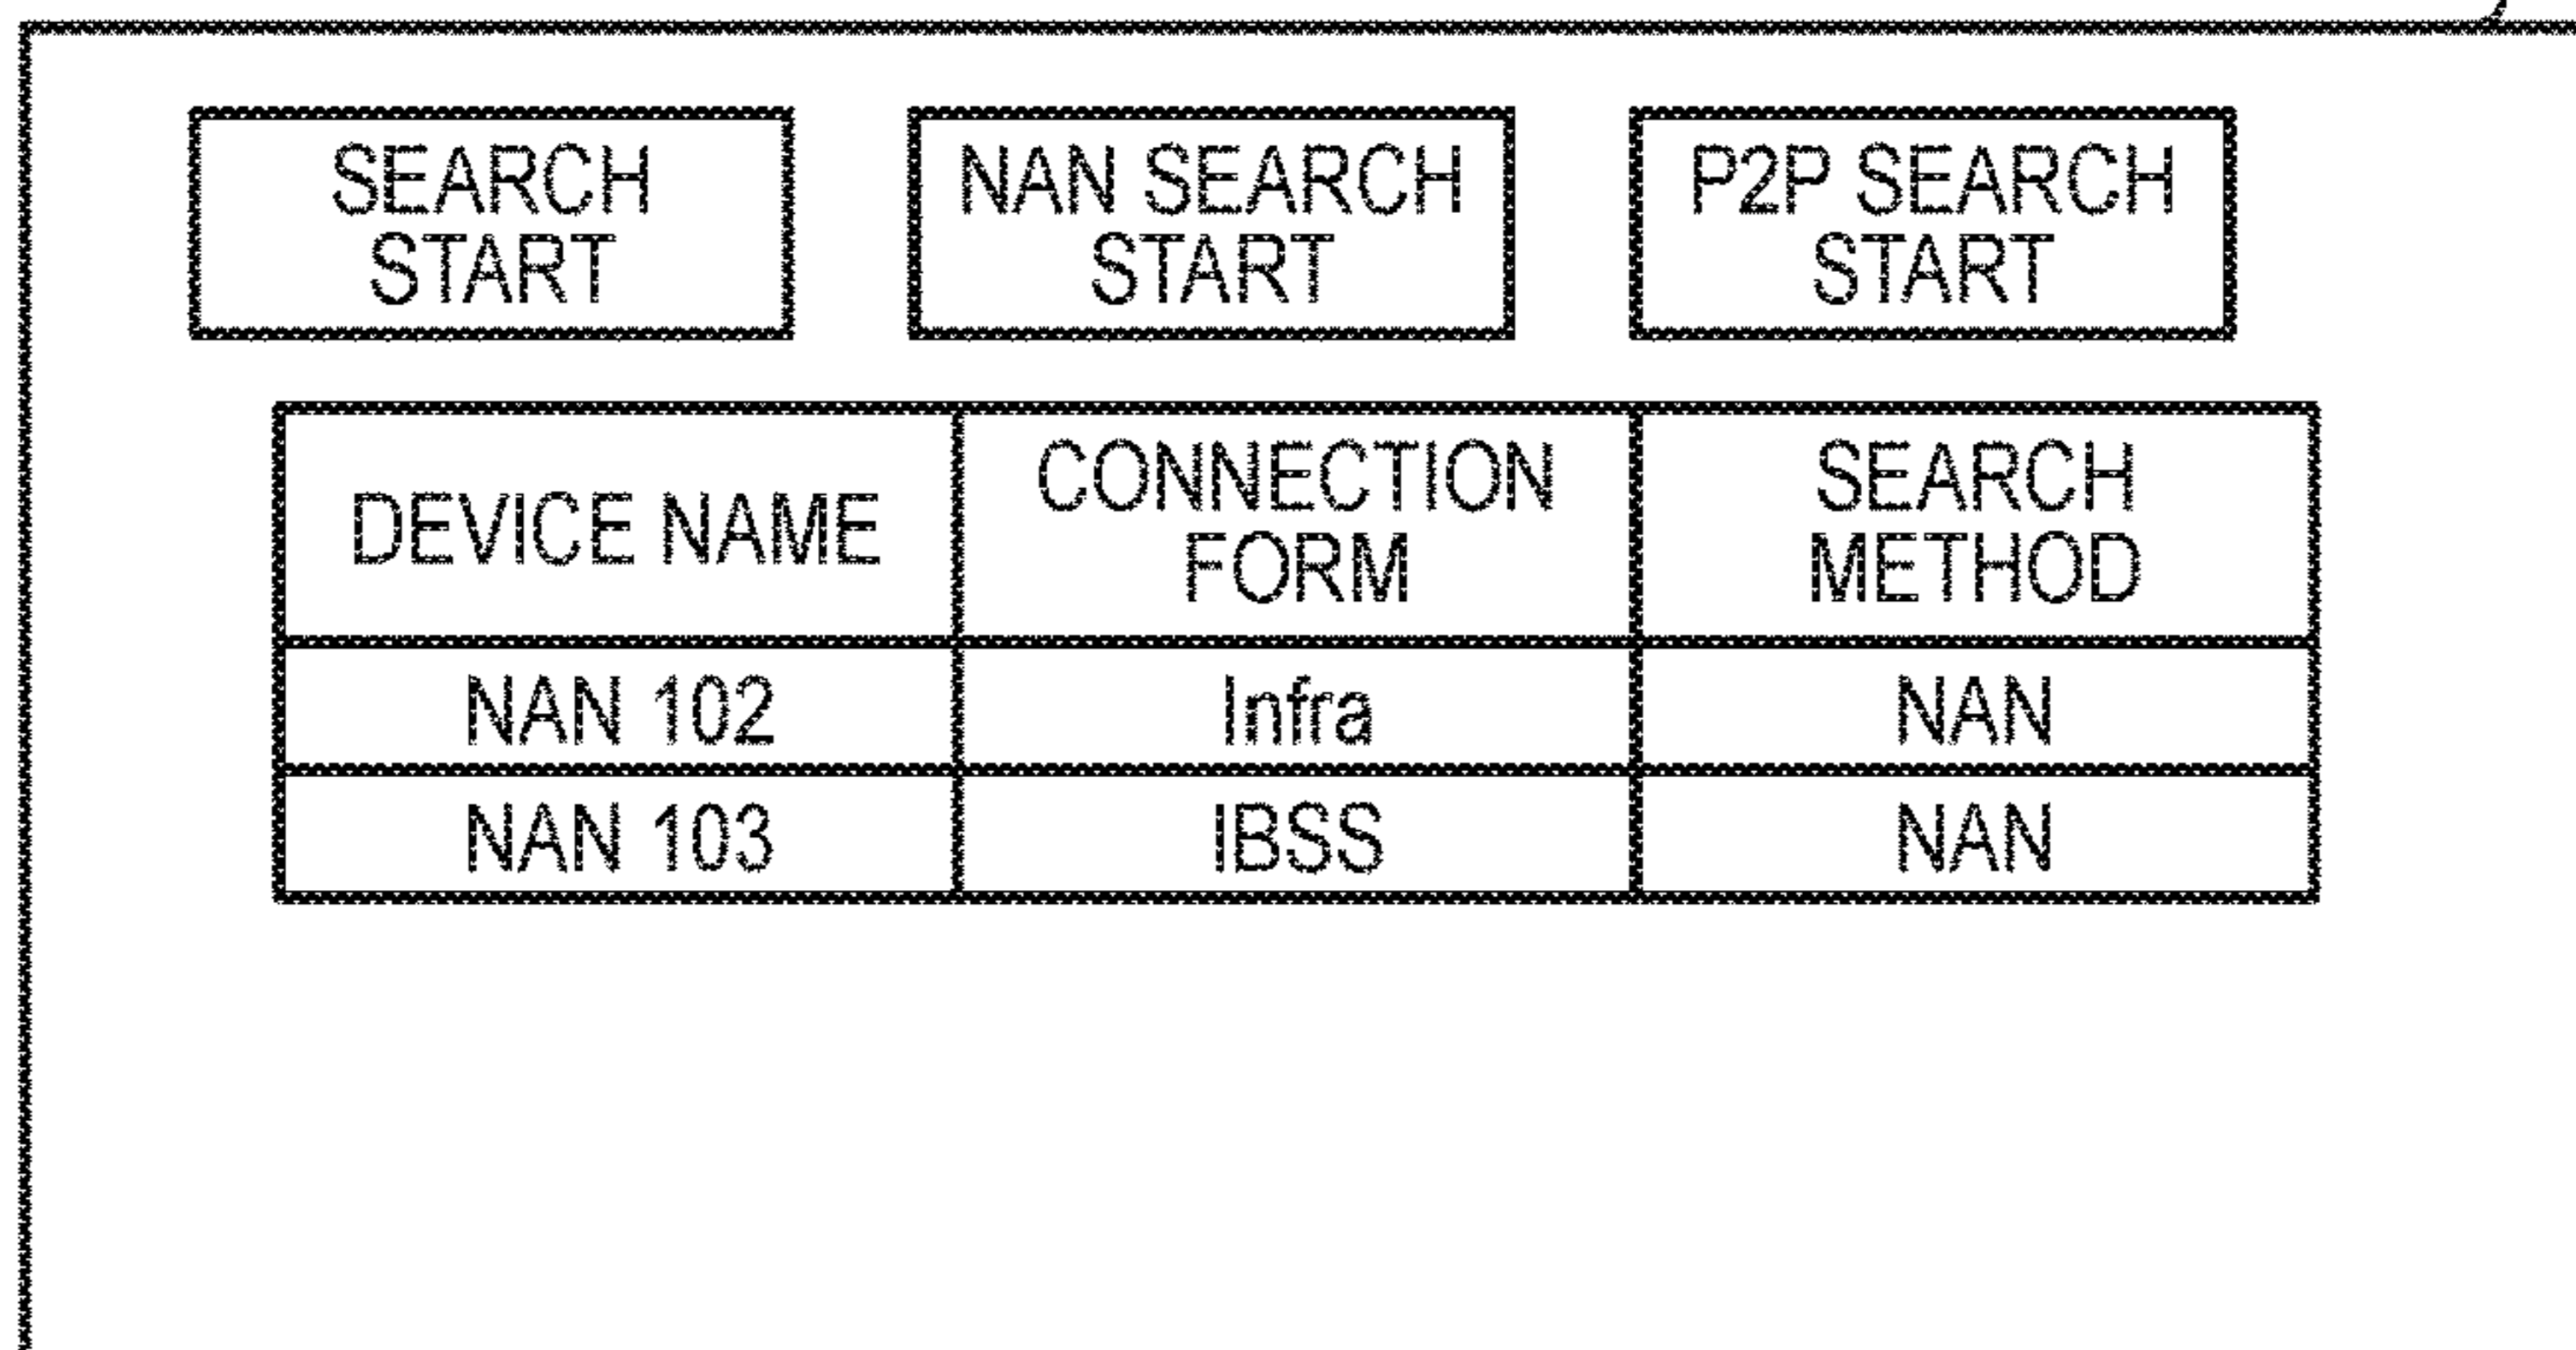 SEARCH
START
NAN SEARCH
START
P2P SEARCH
START
DEVICE NAME
CONNECTION
FORM
SEARCH
METHOD
NAN 102
Infra
NAN
NAN 103
IBSS
NAN